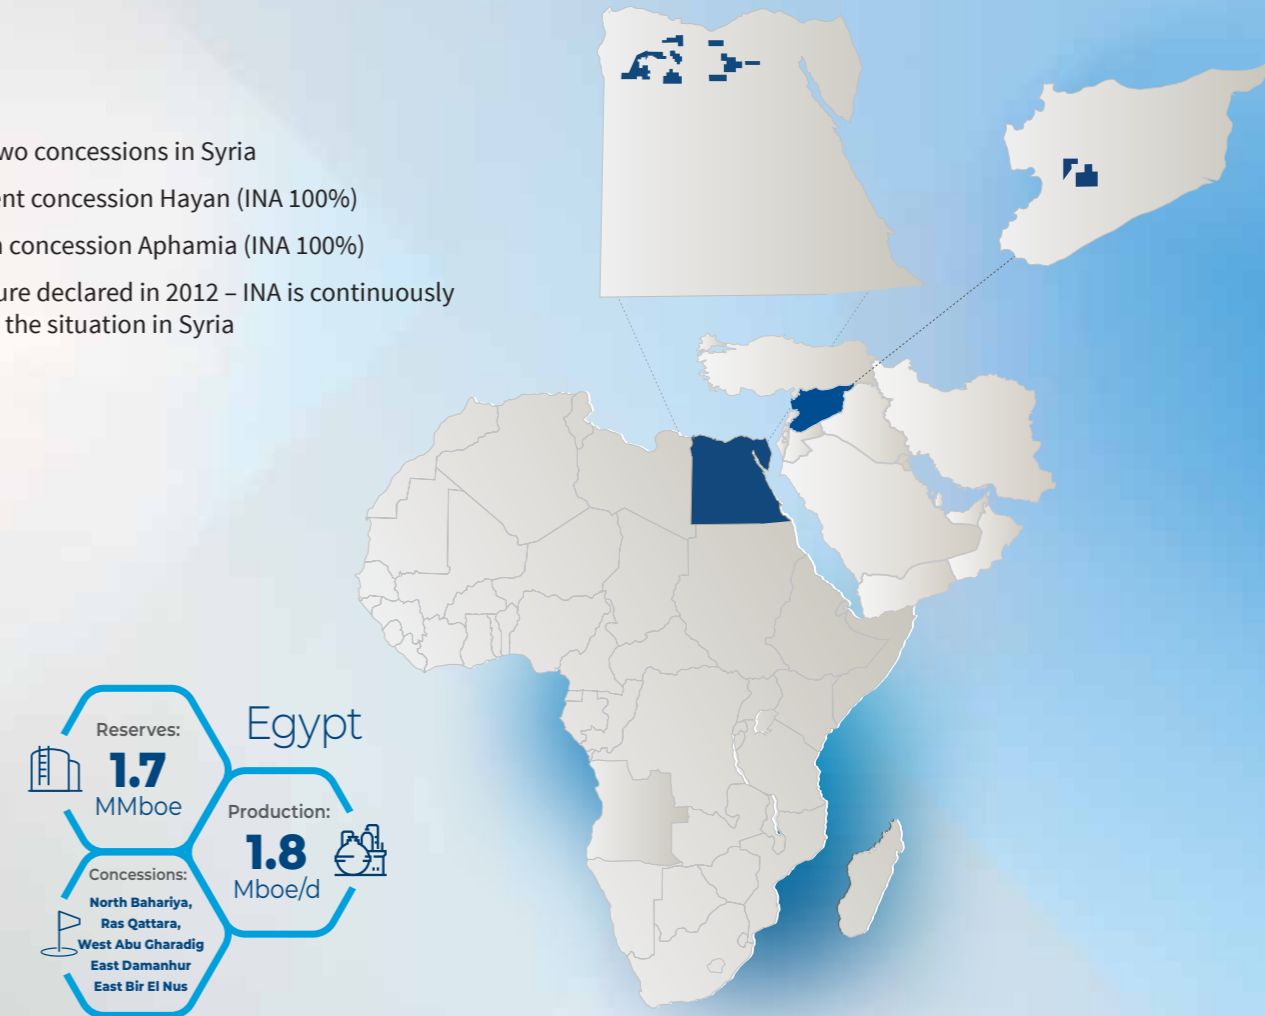 wo concessions in Syria
ent concession Hayan (INA 100%)
concession Aphamia (INA 100%)
ure declared in 2012 – INA is continuously
the situation in Syria
Egypt
Reserves:
1.7
MMboe
Production:
1.8
Mboe/d
Concessions:
North Bahariya,
Ras Qattara,
West Abu Gharadig
East Damanhur
East Bir El Nus